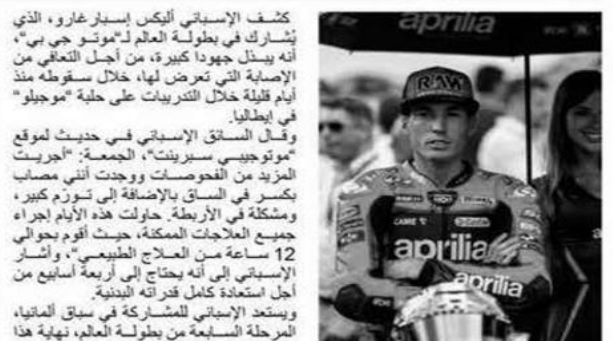 كشف الإسباني أليكس إسبارغارو، الذي
يُشارك في بطولة العالم لـ"موتو جي بي"،
أنه يبذل جهودا كبيرة، من أجل التعافي من
الإصابة التي تعرض لها، خلال سقوطه منذ
أيام قليلة خلال التدريبات على حلبة "موجيلو"
في إيطاليا.
وقال السائق الإسباني في حديث لموقع
"موتوجيبي سبرينت"، الجمعة: "أجريت
المزيد من الفحوصات ووجدت أنني مصاب
بكسر في الساق بالإضافة إلى تورّم كبير،
ومشكلة في الأربطة. حاولت هذه الأيام إجراء
جميع العلاجات الممكنة، حيث أقوم بحوالي
12 ساعة من العلاج الطبيعي"، وأشار
الإسباني إلى أنه يحتاج إلى أربعة أسابيع من
أجل استعادة كامل قدراته البدنية.
ويستعد الإسباني للمشاركة في سباق ألمانيا،
المرحلة السابعة من بطولة العالم، نهاية هذا
aprilia
RAW
aprilia
aprilia